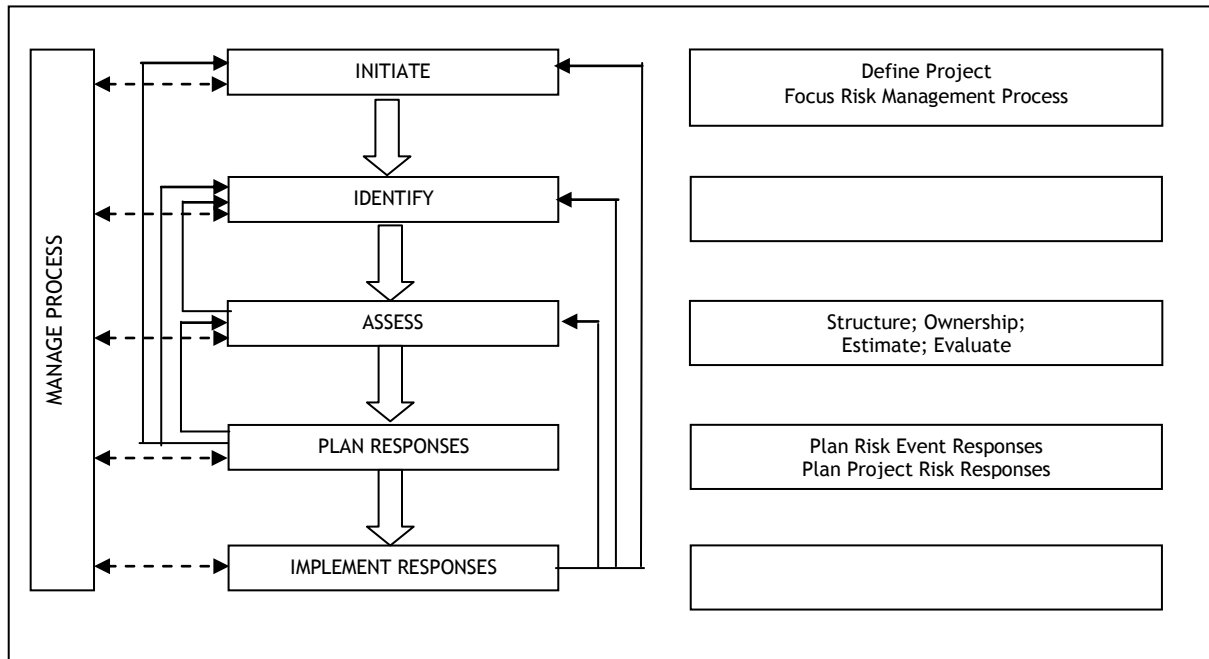 MANAGE PROCESS
INITIATE
Define Project
Focus Risk Management Process
IDENTIFY
ASSESS
Structure; Ownership;
Estimate; Evaluate
PLAN RESPONSES
Plan Risk Event Responses
Plan Project Risk Responses
IMPLEMENT RESPONSES